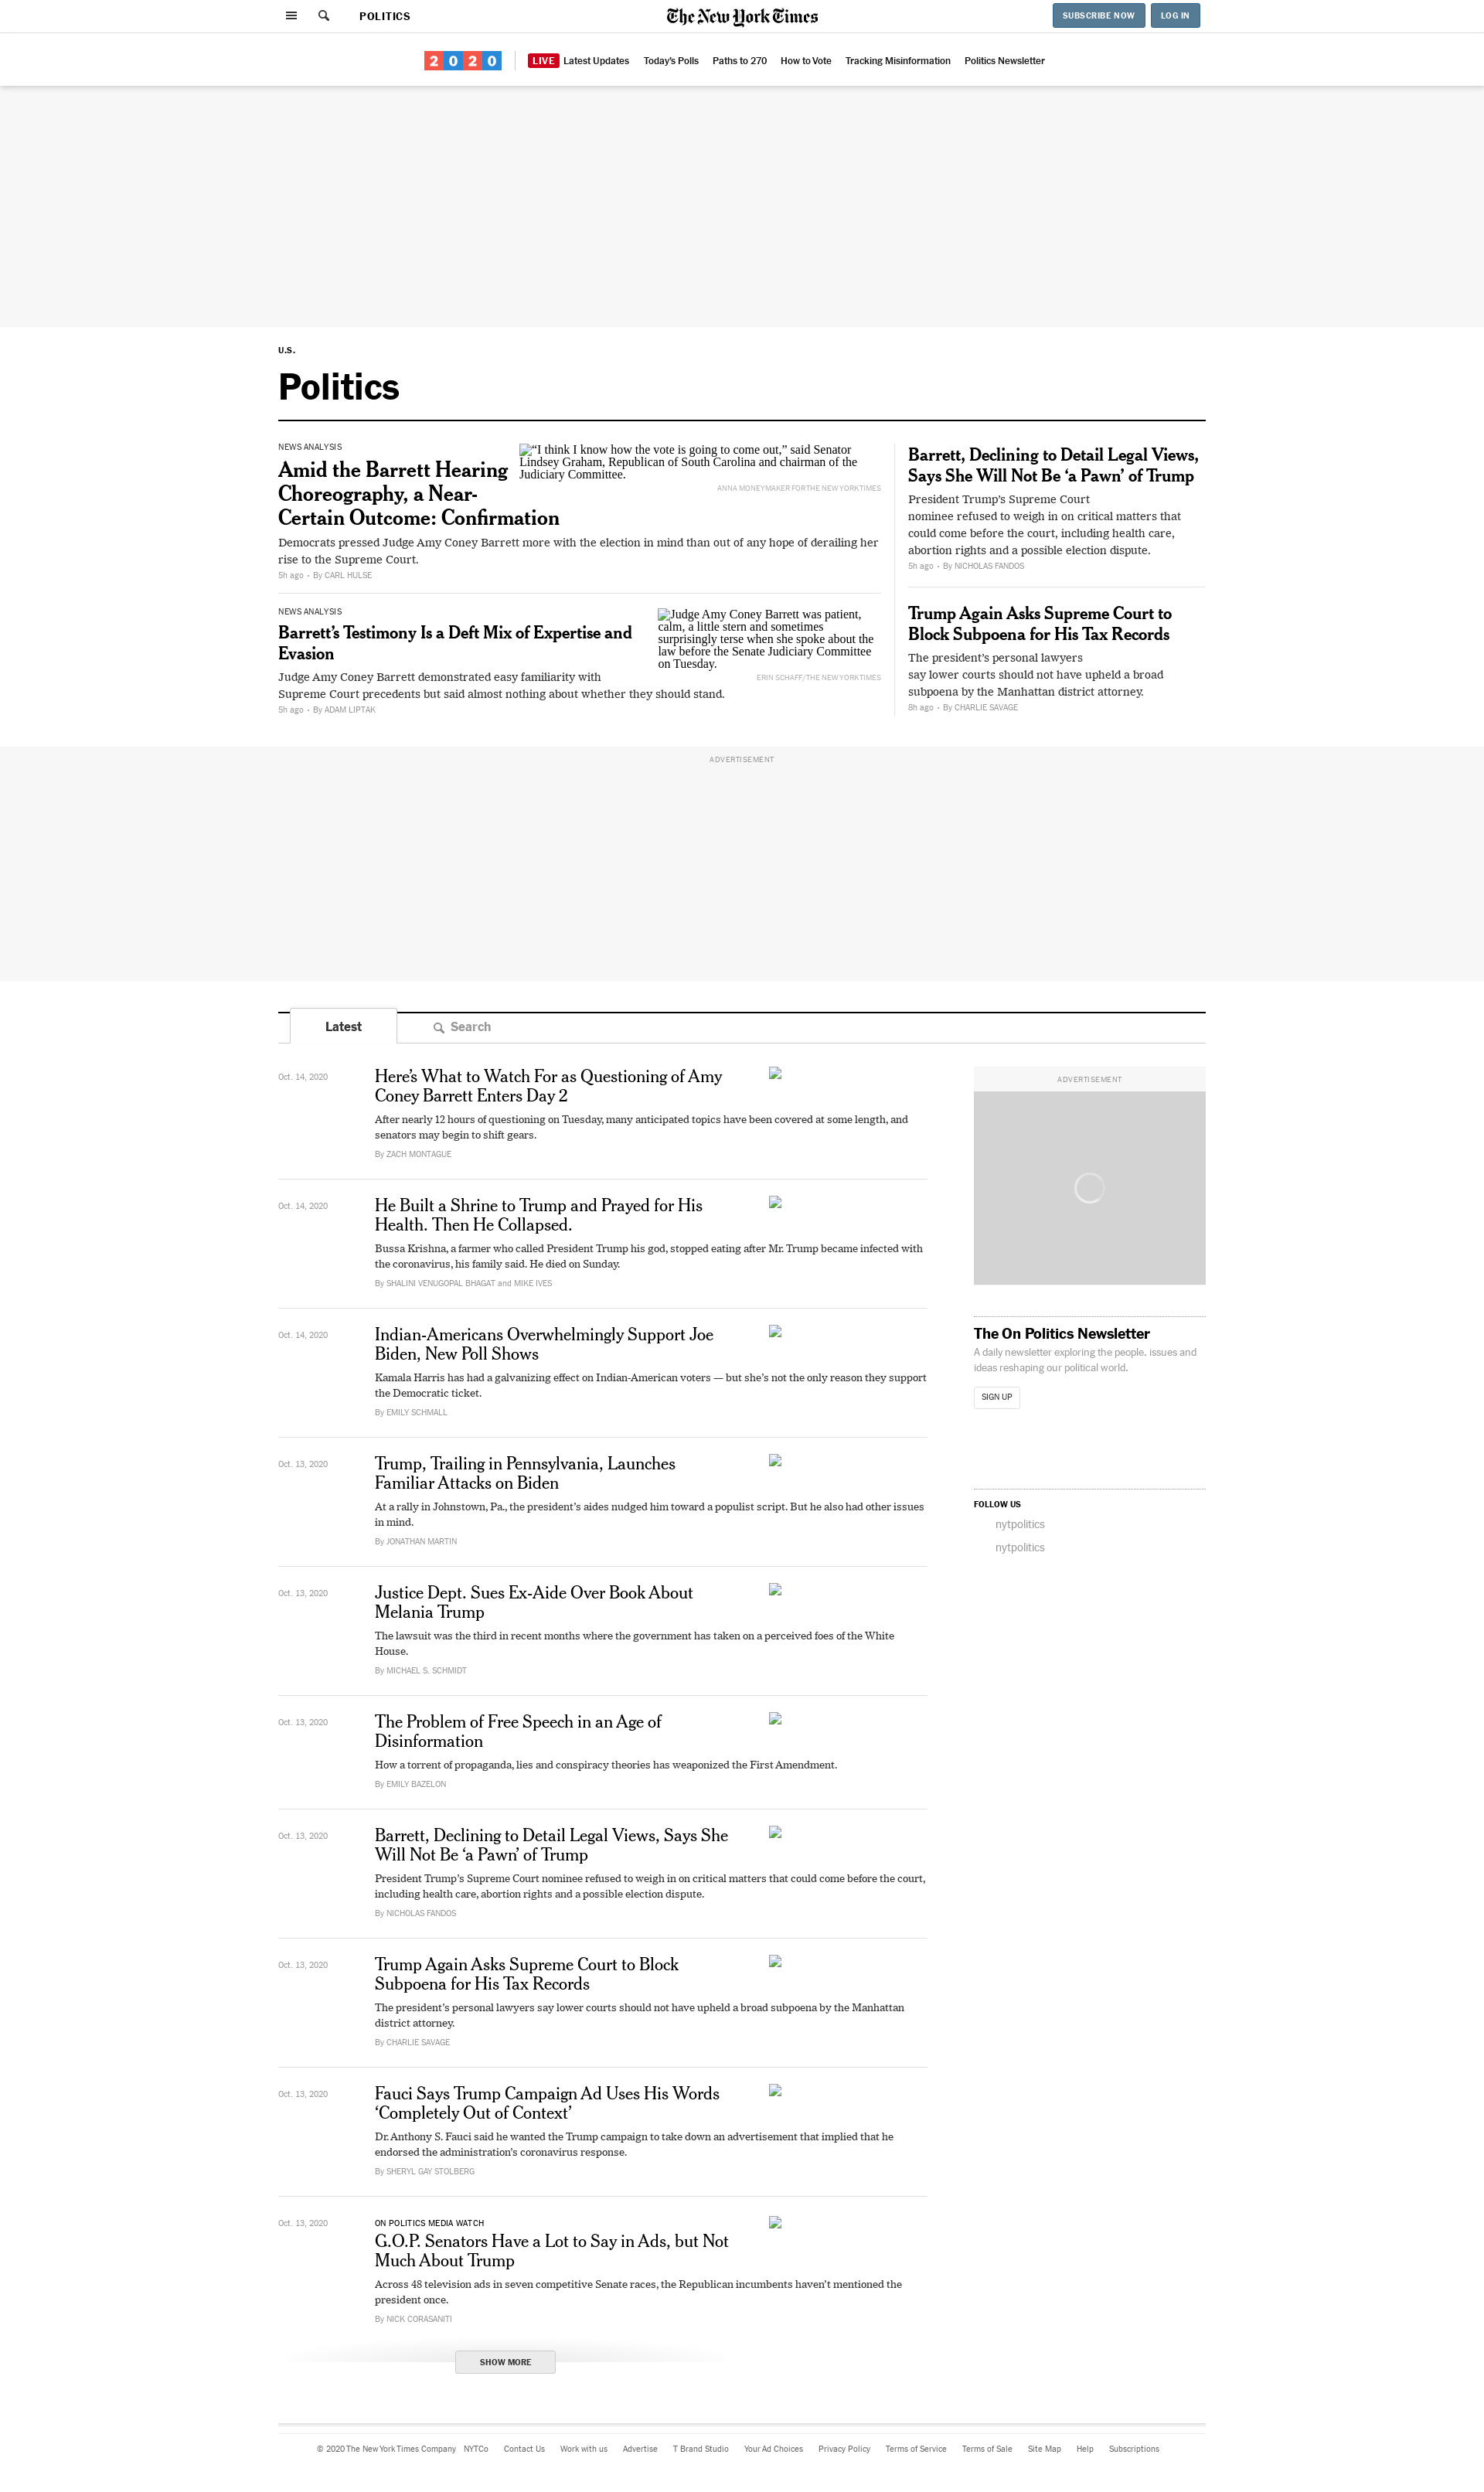 POLITICS
The New York Times
SUBSCRIBE NOW
LOG IN
2020
LIVE Latest Updates
Today's Polls
Paths to 270
How to Vote
Tracking Misinformation
Politics Newsletter
U.S.
Politics
NEWS ANALYSIS
Amid the Barrett Hearing
Choreography, a Near-
Certain Outcome: Confirmation
“I think I know how the vote is going to come out,” said Senator
Lindsey Graham, Republican of South Carolina and chairman of the
Judiciary Committee.
ANNA MONEYMAKER FOR THE NEW YORK TIMES
Democrats pressed Judge Amy Coney Barrett more with the election in mind than out of any hope of derailing her
rise to the Supreme Court.
5h ago • By CARL HULSE
NEWS ANALYSIS
Barrett’s Testimony Is a Deft Mix of Expertise and
Evasion
Judge Amy Coney Barrett was patient,
calm, a little stern and sometimes
surprisingly terse when she spoke about the
law before the Senate Judiciary Committee
on Tuesday.
ERIN SCHAFF/THE NEW YORK TIMES
Judge Amy Coney Barrett demonstrated easy familiarity with
Supreme Court precedents but said almost nothing about whether they should stand.
5h ago • By ADAM LIPTAK
Barrett, Declining to Detail Legal Views,
Says She Will Not Be ‘a Pawn’ of Trump
President Trump’s Supreme Court
nominee refused to weigh in on critical matters that
could come before the court, including health care,
abortion rights and a possible election dispute.
5h ago • By NICHOLAS FANDOS
Trump Again Asks Supreme Court to
Block Subpoena for His Tax Records
The president’s personal lawyers
say lower courts should not have upheld a broad
subpoena by the Manhattan district attorney.
8h ago • By CHARLIE SAVAGE
ADVERTISEMENT
Latest
Search
Oct. 14, 2020
Here’s What to Watch For as Questioning of Amy
Coney Barrett Enters Day 2
After nearly 12 hours of questioning on Tuesday, many anticipated topics have been covered at some length, and
senators may begin to shift gears.
By ZACH MONTAGUE
Oct. 14, 2020
He Built a Shrine to Trump and Prayed for His
Health. Then He Collapsed.
Bussa Krishna, a farmer who called President Trump his god, stopped eating after Mr. Trump became infected with
the coronavirus, his family said. He died on Sunday.
By SHALINI VENUGOPAL BHAGAT and MIKE IVES
Oct. 14, 2020
Indian-Americans Overwhelmingly Support Joe
Biden, New Poll Shows
Kamala Harris has had a galvanizing effect on Indian-American voters — but she’s not the only reason they support
the Democratic ticket.
By EMILY SCHMALL
Oct. 13, 2020
Trump, Trailing in Pennsylvania, Launches
Familiar Attacks on Biden
At a rally in Johnstown, Pa., the president’s aides nudged him toward a populist script. But he also had other issues
in mind.
By JONATHAN MARTIN
Oct. 13, 2020
Justice Dept. Sues Ex-Aide Over Book About
Melania Trump
The lawsuit was the third in recent months where the government has taken on a perceived foes of the White
House.
By MICHAEL S. SCHMIDT
Oct. 13, 2020
The Problem of Free Speech in an Age of
Disinformation
How a torrent of propaganda, lies and conspiracy theories has weaponized the First Amendment.
By EMILY BAZELON
Oct. 13, 2020
Barrett, Declining to Detail Legal Views, Says She
Will Not Be ‘a Pawn’ of Trump
President Trump’s Supreme Court nominee refused to weigh in on critical matters that could come before the court,
including health care, abortion rights and a possible election dispute.
By NICHOLAS FANDOS
Oct. 13, 2020
Trump Again Asks Supreme Court to Block
Subpoena for His Tax Records
The president’s personal lawyers say lower courts should not have upheld a broad subpoena by the Manhattan
district attorney.
By CHARLIE SAVAGE
Oct. 13, 2020
Fauci Says Trump Campaign Ad Uses His Words
‘Completely Out of Context’
Dr. Anthony S. Fauci said he wanted the Trump campaign to take down an advertisement that implied that he
endorsed the administration’s coronavirus response.
By SHERYL GAY STOLBERG
Oct. 13, 2020
ON POLITICS MEDIA WATCH
G.O.P. Senators Have a Lot to Say in Ads, but Not
Much About Trump
Across 48 television ads in seven competitive Senate races, the Republican incumbents haven’t mentioned the
president once.
By NICK CORASANITI
SHOW MORE
ADVERTISEMENT
The On Politics Newsletter
A daily newsletter exploring the people, issues and
ideas reshaping our political world.
SIGN UP
FOLLOW US
nytpolitics
nytpolitics
© 2020 The New York Times Company
NYTCo
Contact Us
Work with us
Advertise
T Brand Studio
Your Ad Choices
Privacy Policy
Terms of Service
Terms of Sale
Site Map
Help
Subscriptions